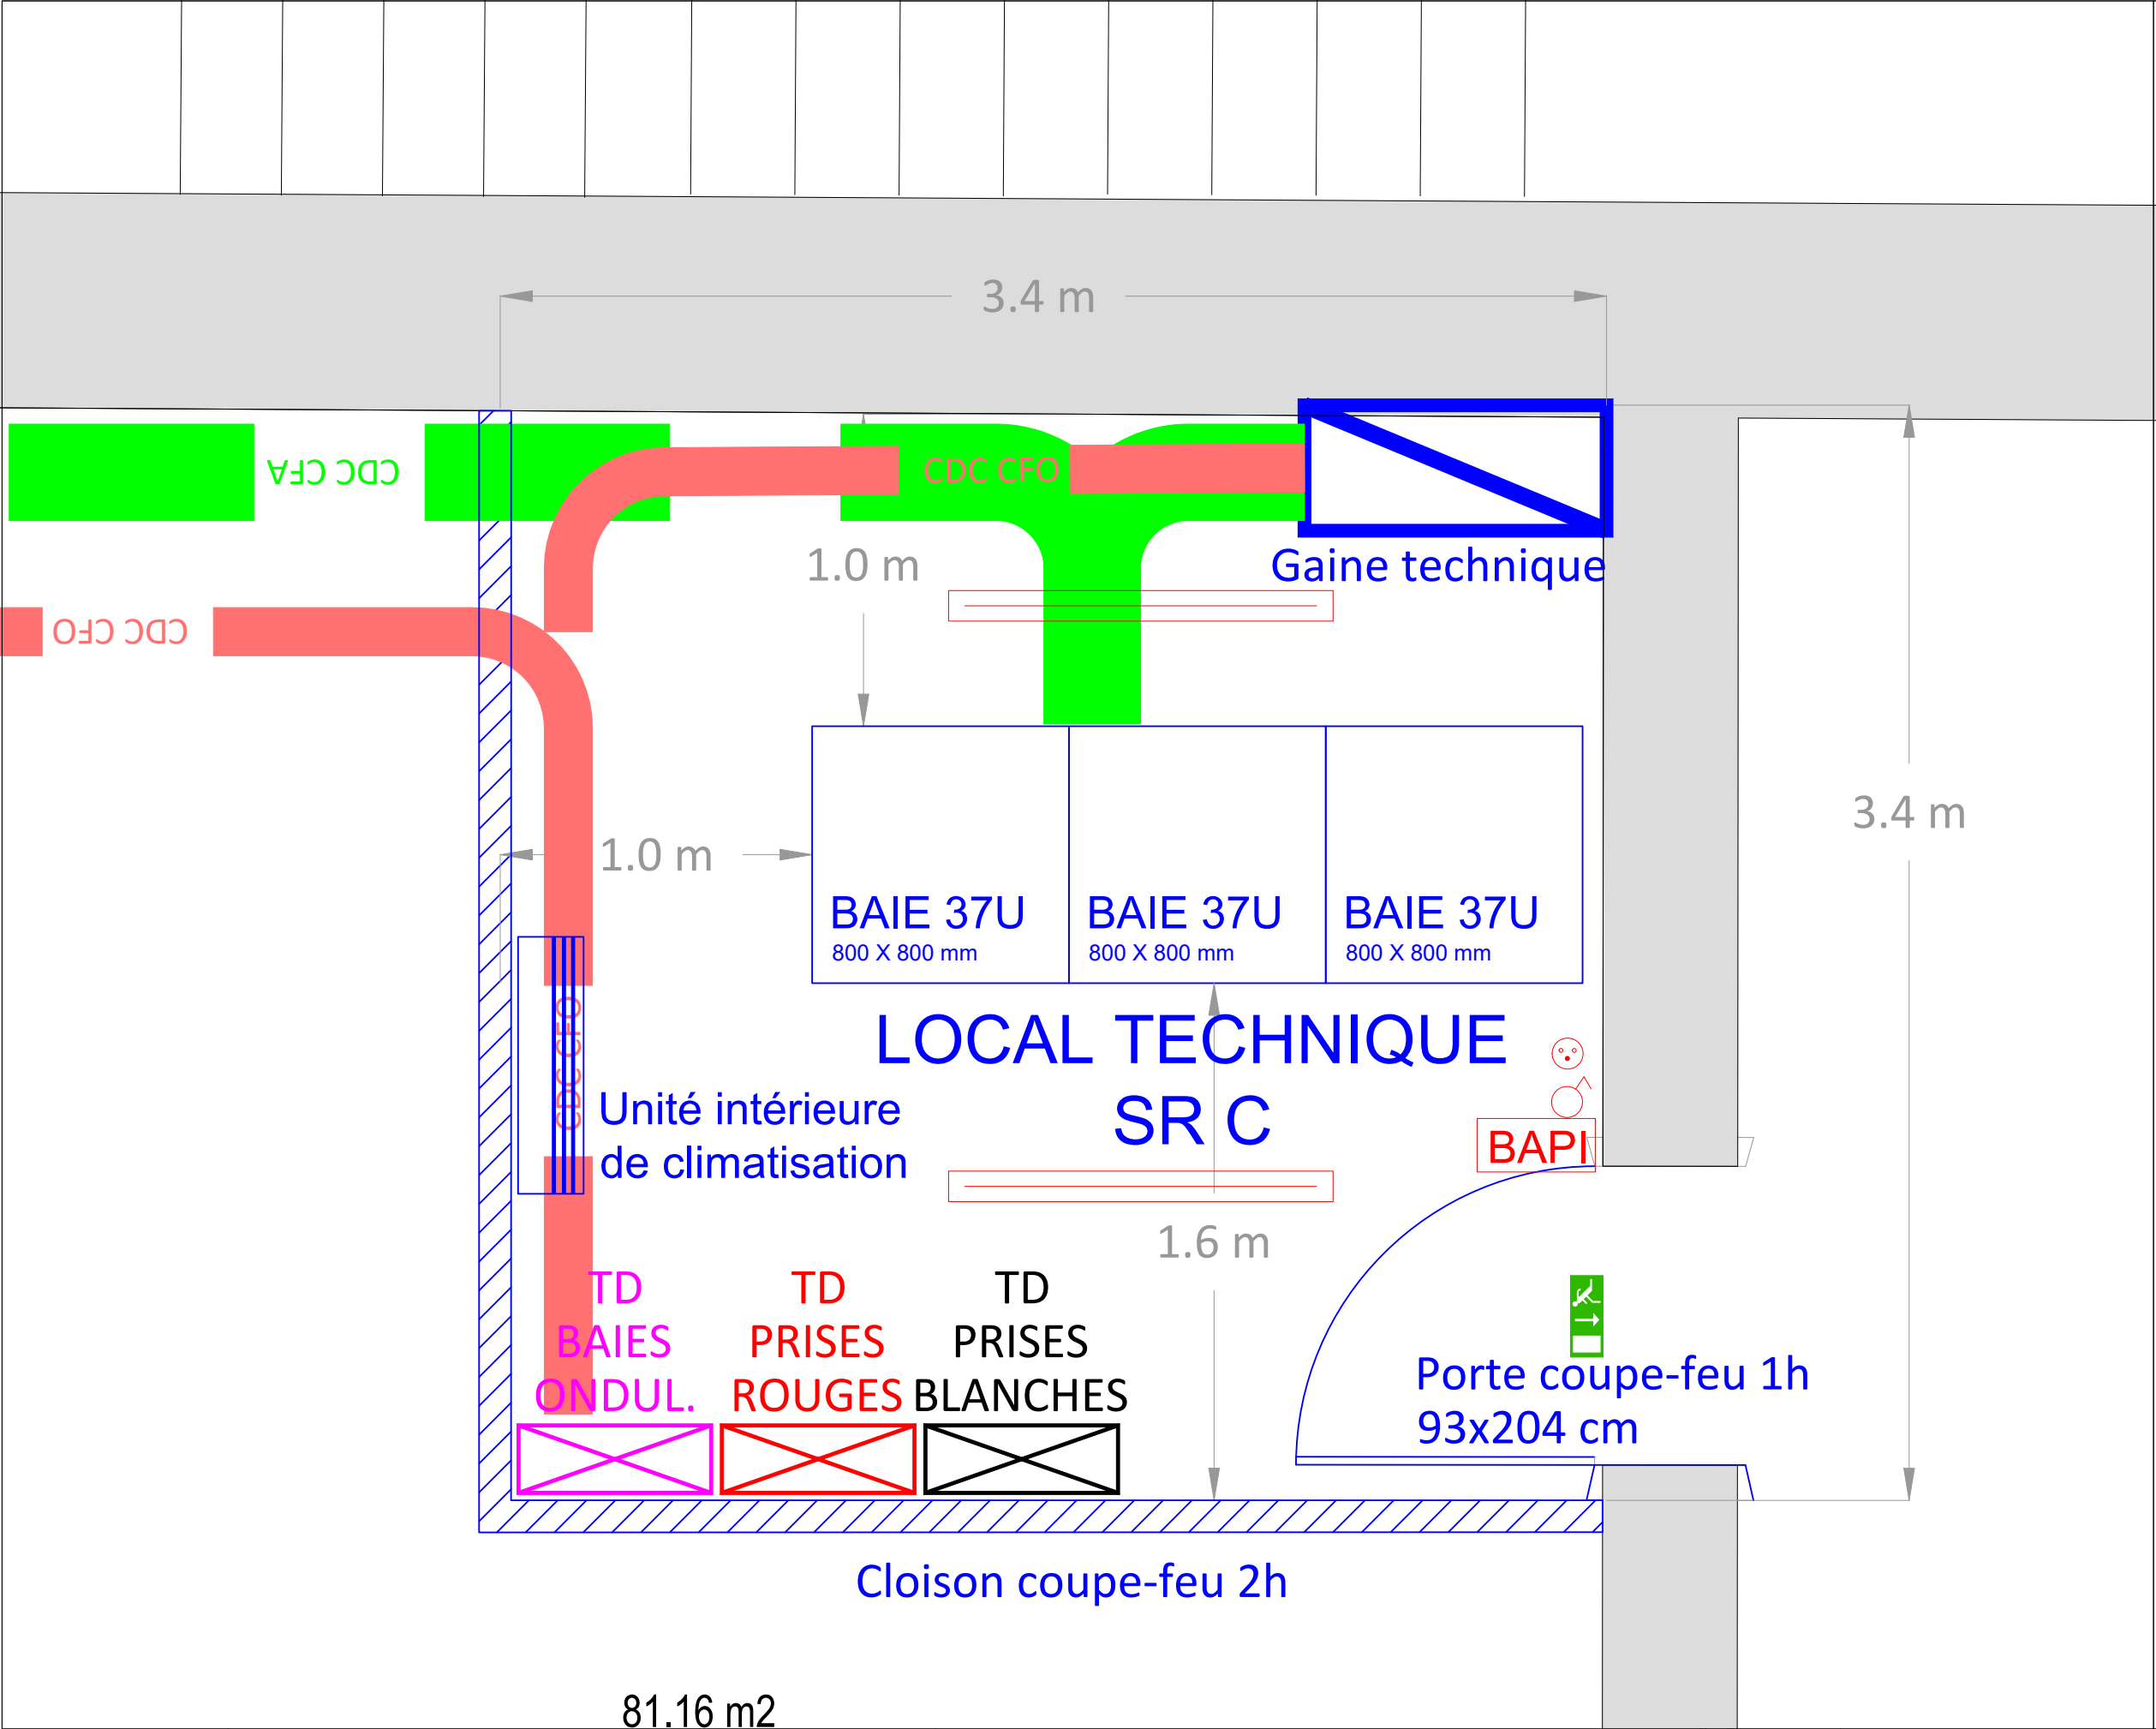 3.4 m
CDC CFA
CDC CFO
1.0 m
Gaine technique
CDC CFO
3.4 m
1.0 m
BAIE 37U
800 X 800 mm
BAIE 37U
800 X 800 mm
BAIE 37U
800 X 800 mm
LOCAL TECHNIQUE
SR C
CDC CFO
Unité intérieure
de climatisation
BAPI
1.6 m
TD
BAIES
ONDUL.
TD
PRISES
ROUGES
TD
PRISES
BLANCHES
Porte coupe-feu 1h
93x204 cm
Cloison coupe-feu 2h
81.16 m2